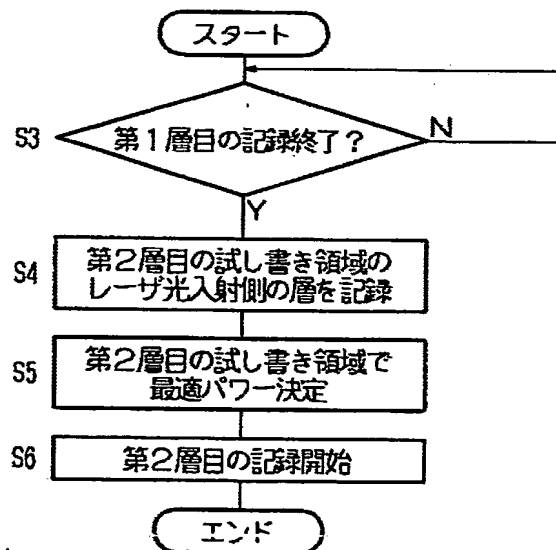 スタート
S3
第1層目の記録終了?
N
Y
S4
第2層目の試し書き領域の
レーザ光入射側の層を記録
S5
第2層目の試し書き領域で
最適パワー決定
S6
第2層目の記録開始
エンド